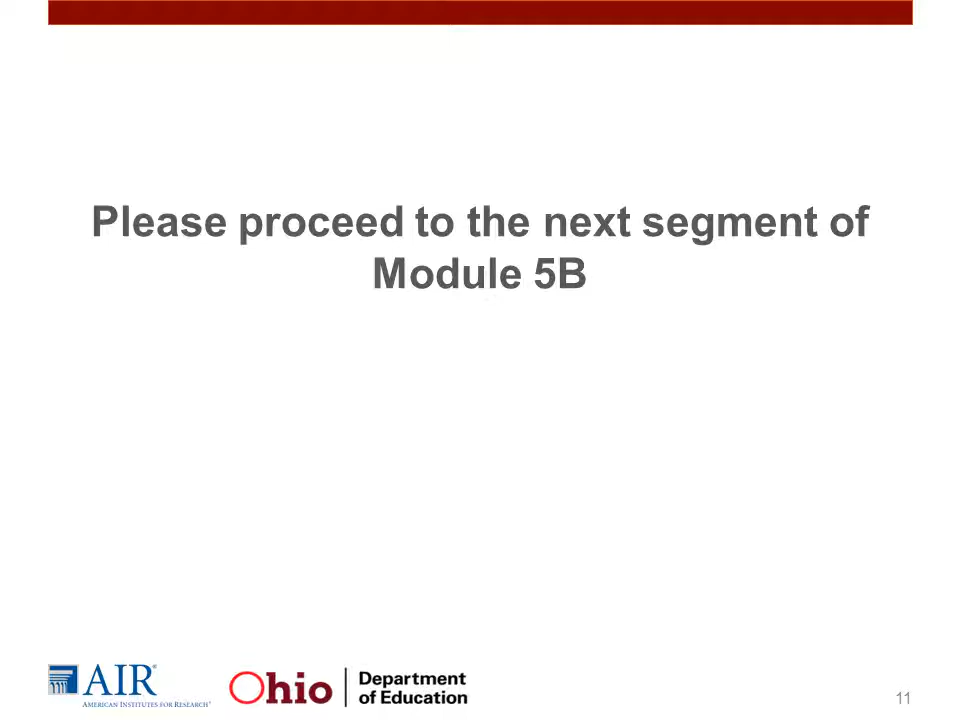 Please proceed to the next segment of
Module 5B
AIR®
AMERICAN INSTITUTES FOR RESEARCH®
Ohio
Department
of Education
11